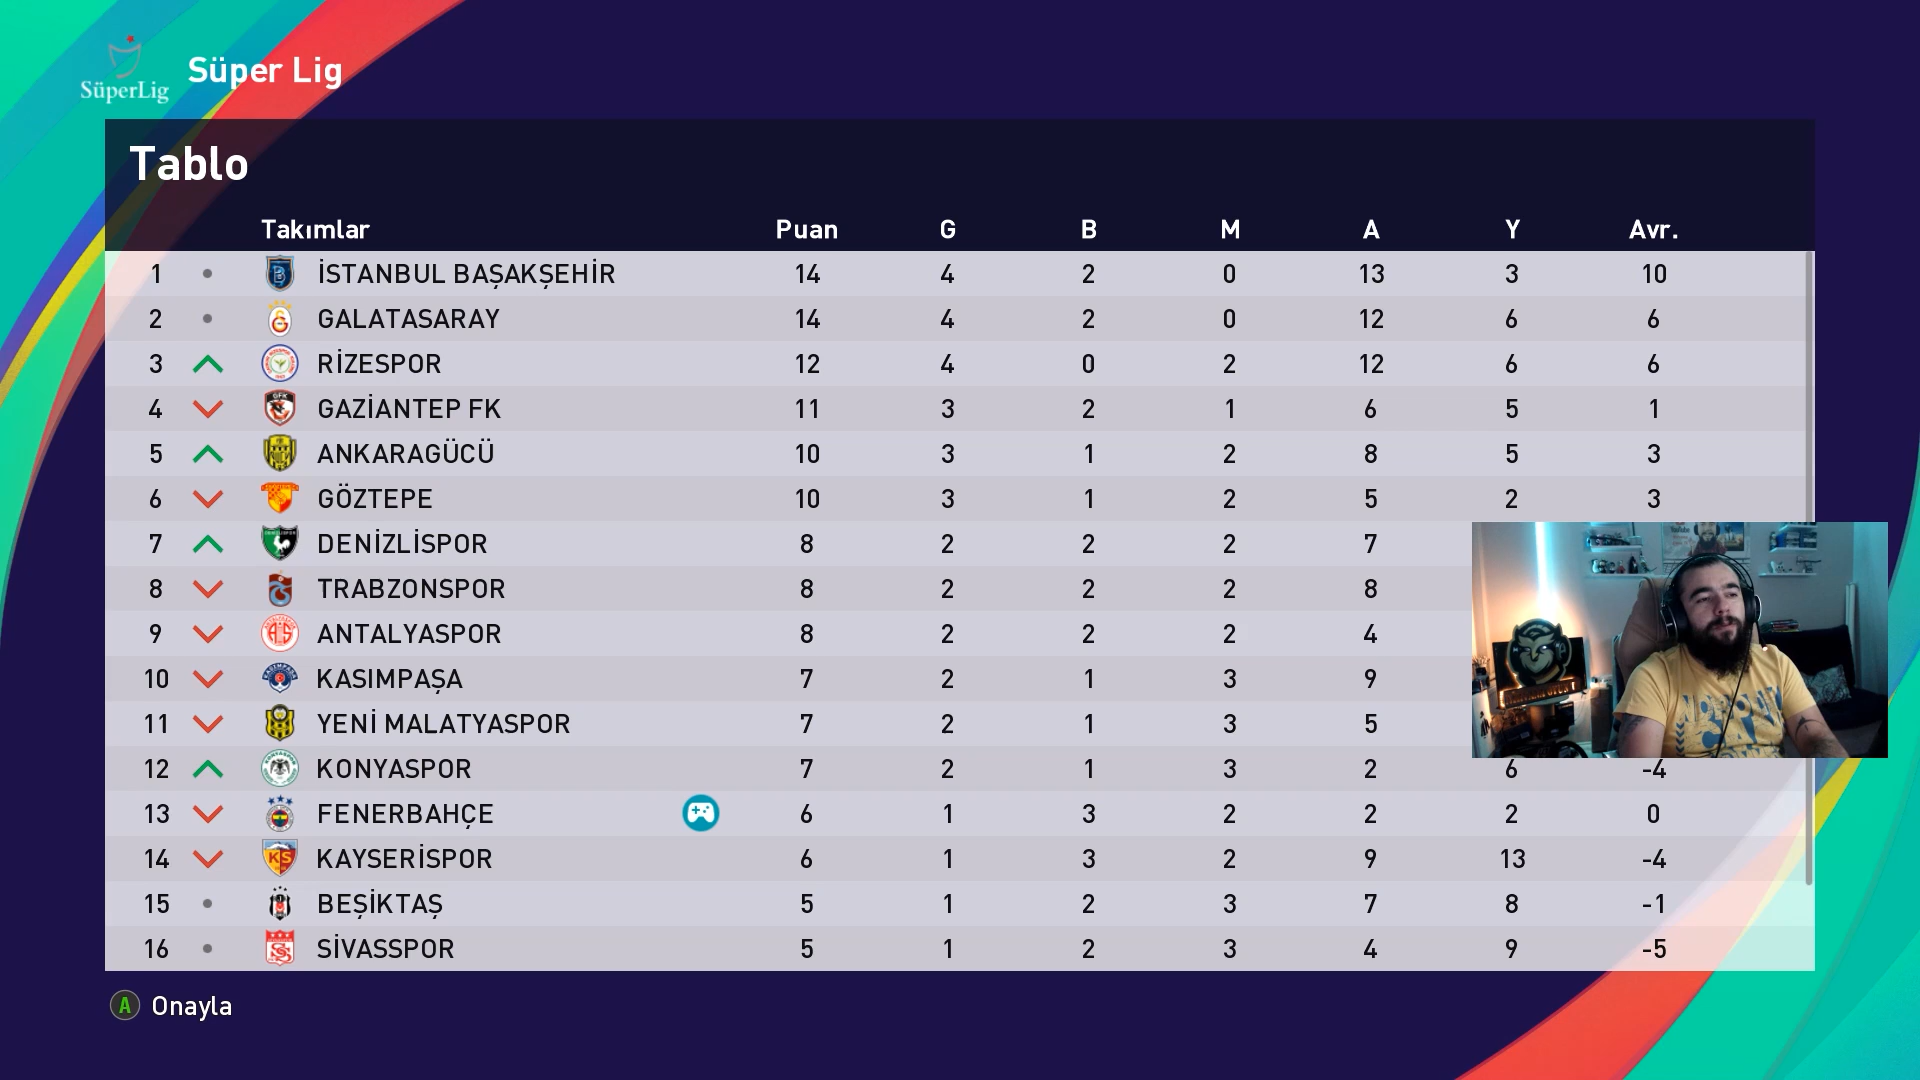 SüperLig Süper Lig
Tablo
Takımlar Puan G B M A Y Avr.
1 İSTANBUL BAŞAKŞEHİR 14 4 2 0 13 3 10
2 GALATASARAY 14 4 2 0 12 6 6
3 RİZESPOR 12 4 0 2 12 6 6
4 GAZİANTEP FK 11 3 2 1 6 5 1
5 ANKARAGÜCÜ 10 3 1 2 8 5 3
6 GÖZTEPE 10 3 1 2 5 2 3
7 DENİZLİSPOR 8 2 2 2 7
8 TRABZONSPOR 8 2 2 2 8
9 ANTALYASPOR 8 2 2 2 4
10 KASIMPAŞA 7 2 1 3 9
11 YENİ MALATYASPOR 7 2 1 3 5
12 KONYASPOR 7 2 1 3 2 6 -4
13 FENERBAHÇE 6 1 3 2 2 2 0
14 KAYSERİSPOR 6 1 3 2 9 13 -4
15 BEŞİKTAŞ 5 1 2 3 7 8 -1
16 SİVASSPOR 5 1 2 3 4 9 -5
A Onayla